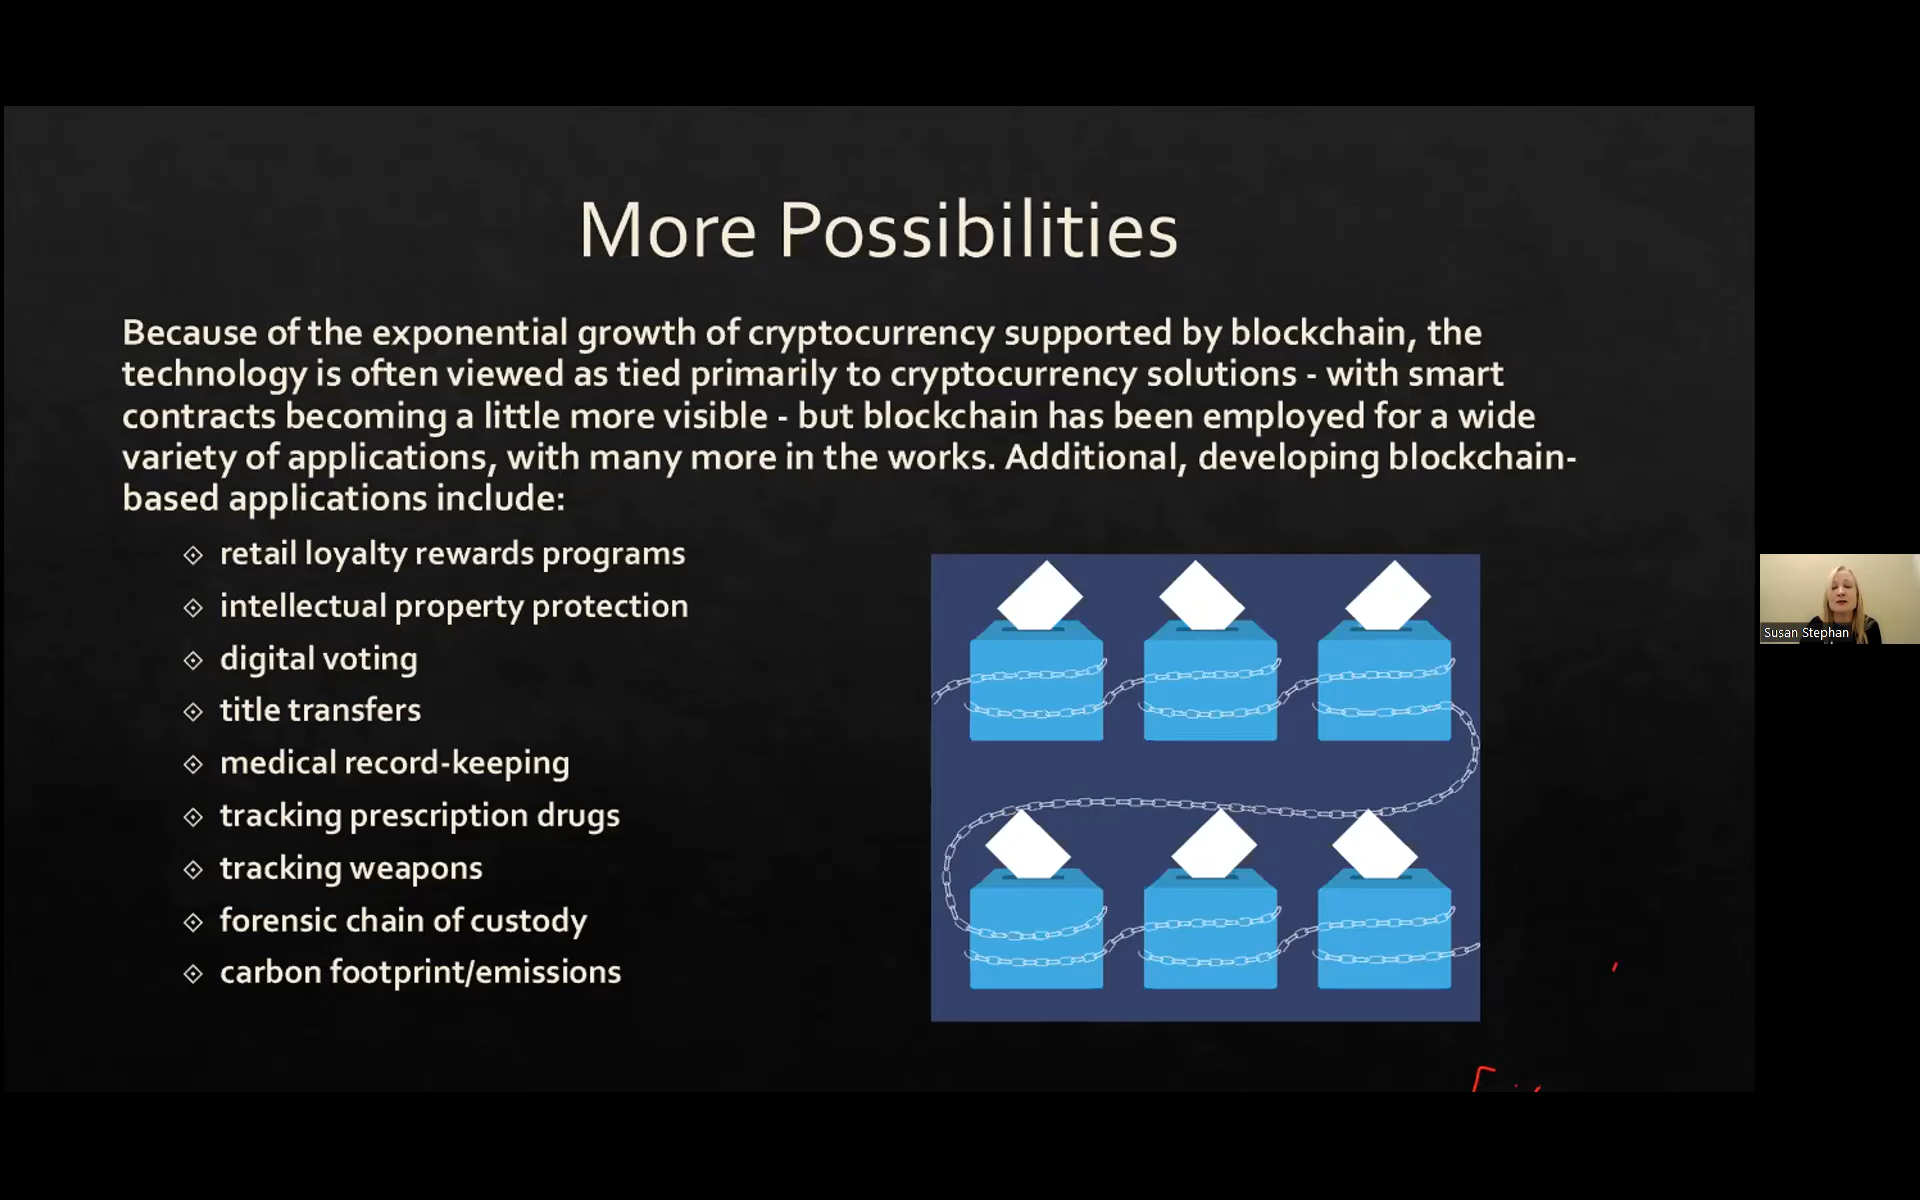 More Possibilities
Because of the exponential growth of cryptocurrency supported by blockchain, the
technology is often viewed as tied primarily to cryptocurrency solutions - with smart
contracts becoming a little more visible - but blockchain has been employed for a wide
variety of applications, with many more in the works. Additional, developing blockchain-
based applications include:
retail loyalty rewards programs
intellectual property protection
digital voting
title transfers
medical record-keeping
tracking prescription drugs
tracking weapons
forensic chain of custody
carbon footprint/emissions
Susan Stephan